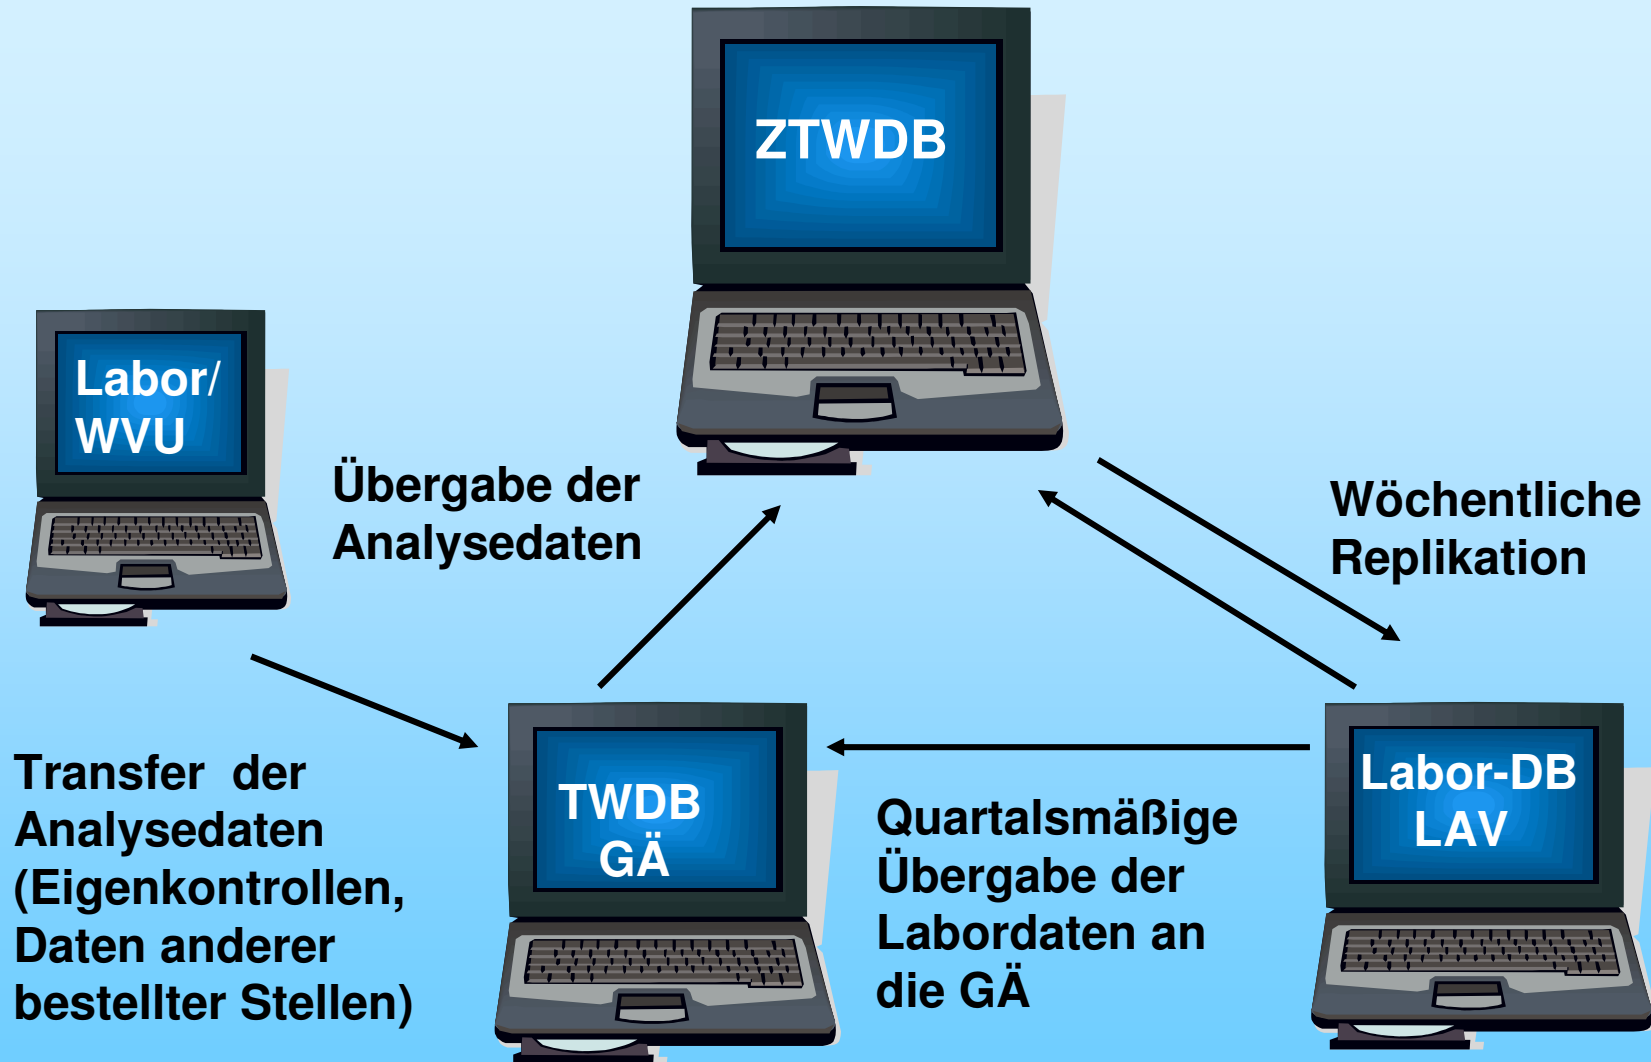 ZTWDB
Labor/
WVU
Übergabe der
Analysedaten
Wöchentliche
Replikation
Transfer der
Analysedaten
(Eigenkontrollen,
Daten anderer
bestellter Stellen)
TWDB
GÄ
Quartalsmäßige
Übergabe der
Labordaten an
die GÄ
Labor-DB
LAV